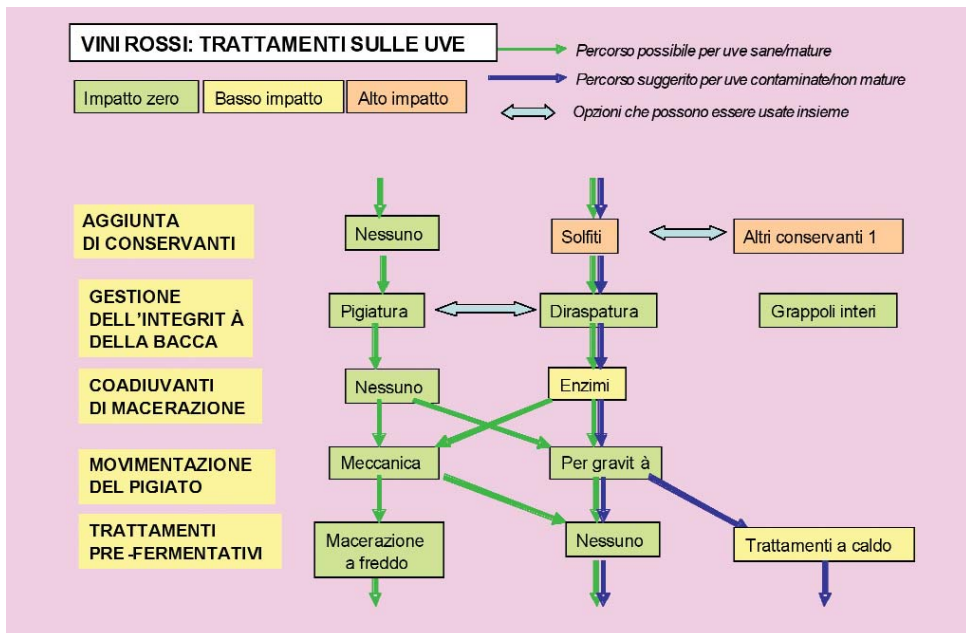 VINI ROSSI: TRATTAMENTI SULLE UVE
Percorso possibile per uve sane/mature
Percorso suggerito per uve contaminate/non mature
Impatto zero
Basso impatto
Alto impatto
Opzioni che possono essere usate insieme
AGGIUNTA
DI CONSERVANTI
Nessuno
Solfiti
Altri conservanti 1
GESTIONE
DELL'INTEGRIT À
DELLA BACCA
Pigiatura
Diraspatura
Grappoli interi
COADIUVANTI
DI MACERAZIONE
Nessuno
Enzimi
MOVIMENTAZIONE
DEL PIGIATO
Meccanica
Per gravit à
TRATTAMENTI
PRE -FERMENTATIVI
Macerazione
a freddo
Nessuno
Trattamenti a caldo